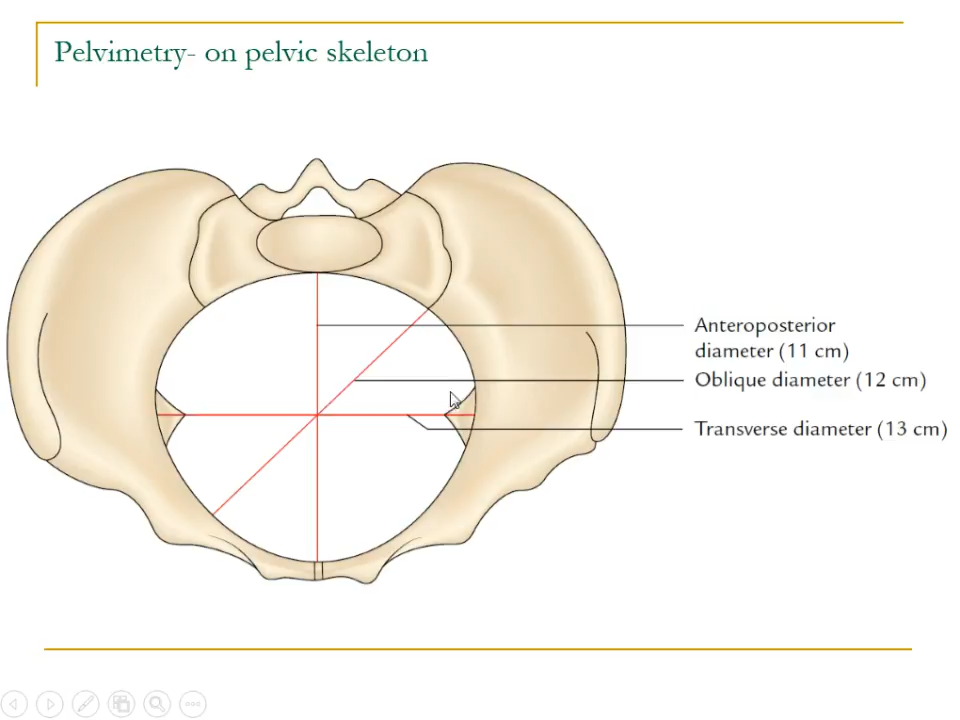 Pelvimetry- on pelvic skeleton
Anteroposterior
diameter (11 cm)
Oblique diameter (12 cm)
Transverse diameter (13 cm)